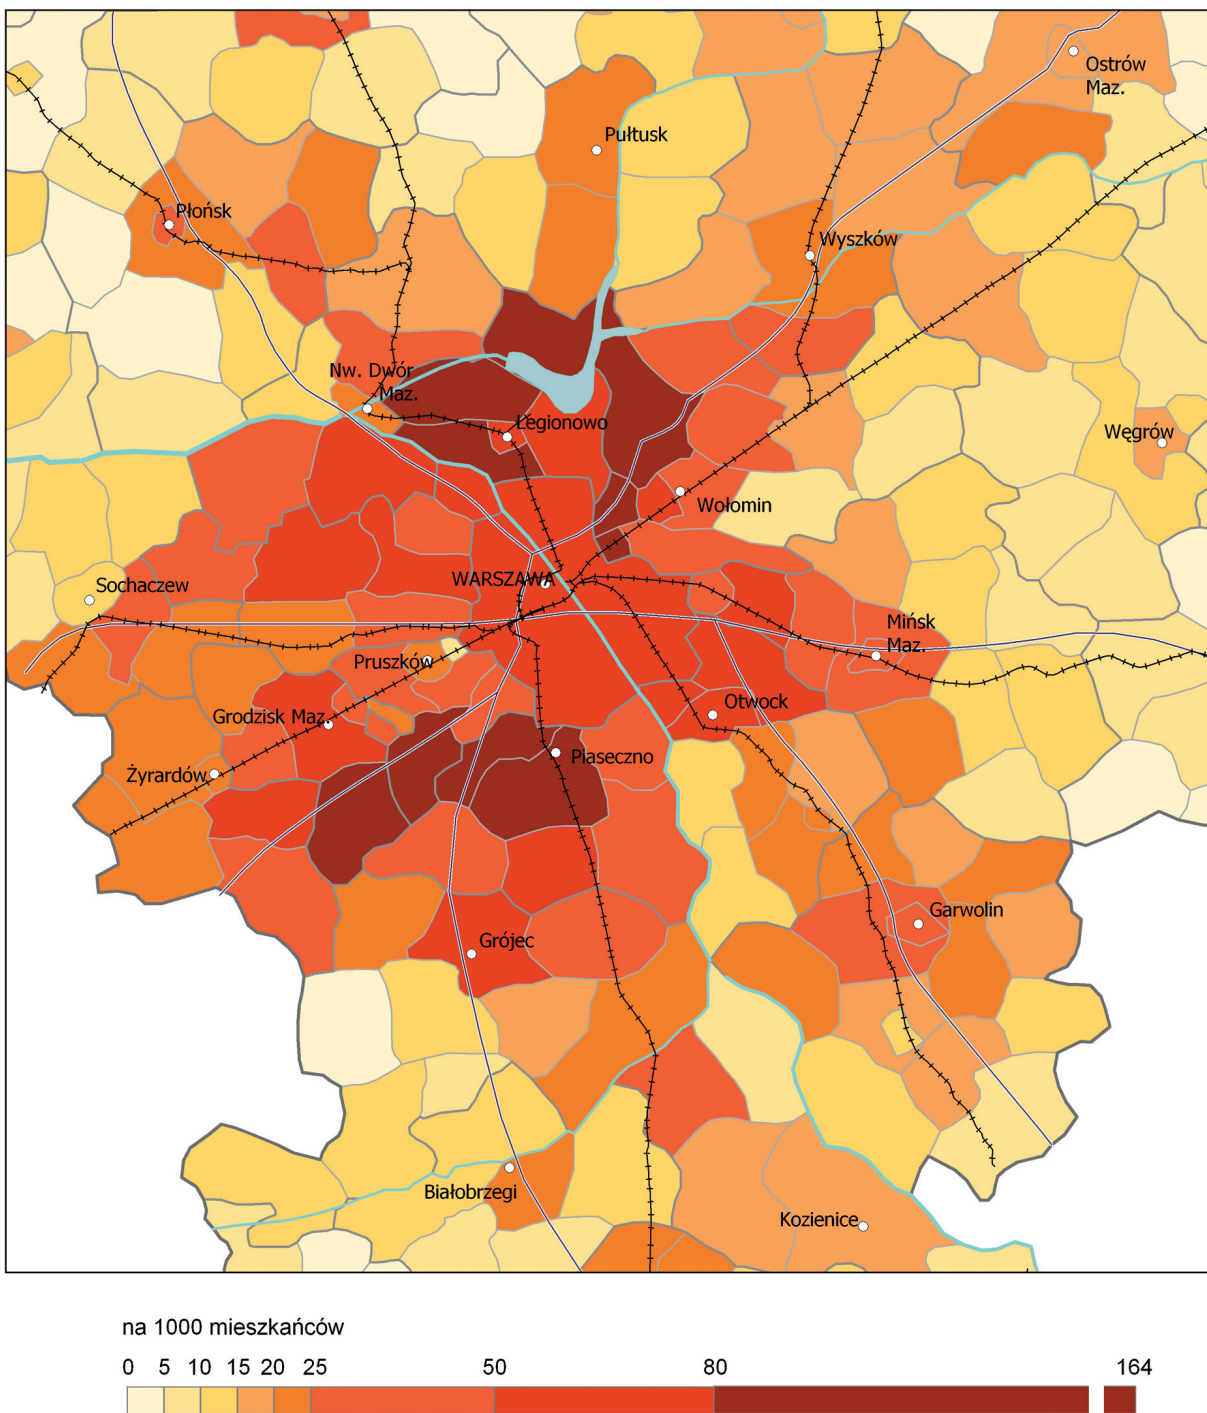 Ostrów
Maz.
Pułtusk
Płońsk
Wyszków
Nw. Dwór
Maz.
Legionowo
Węgrów
Wołomin
WARSZAWA
Sochaczew
Mińsk
Maz.
Pruszków
Otwock
Grodzisk Maz.
Piaseczno
Żyrardów
Garwolin
Grójec
Białobrzegi
Kozienice
na 1000 mieszkańców
0 5 10 15 20 25 50 80 164